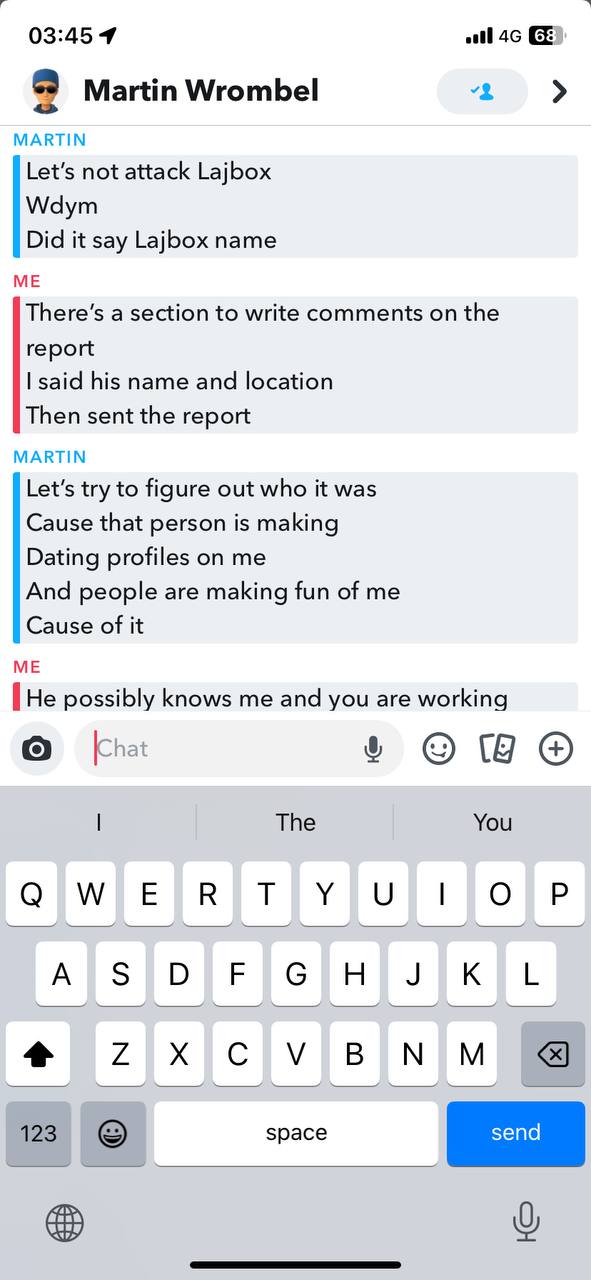 03:45
4G 68
Martin Wrombel
MARTIN
Let's not attack Lajbox
Wdym
Did it say Lajbox name
ME
There's a section to write comments on the
report
I said his name and location
Then sent the report
MARTIN
Let's try to figure out who it was
Cause that person is making
Dating profiles on me
And people are making fun of me
Cause of it
ME
He possibly knows me and you are working
Chat
I The You
Q W E R T Y U I O P
A S D F G H J K L
Z X C V B N M
123 space send